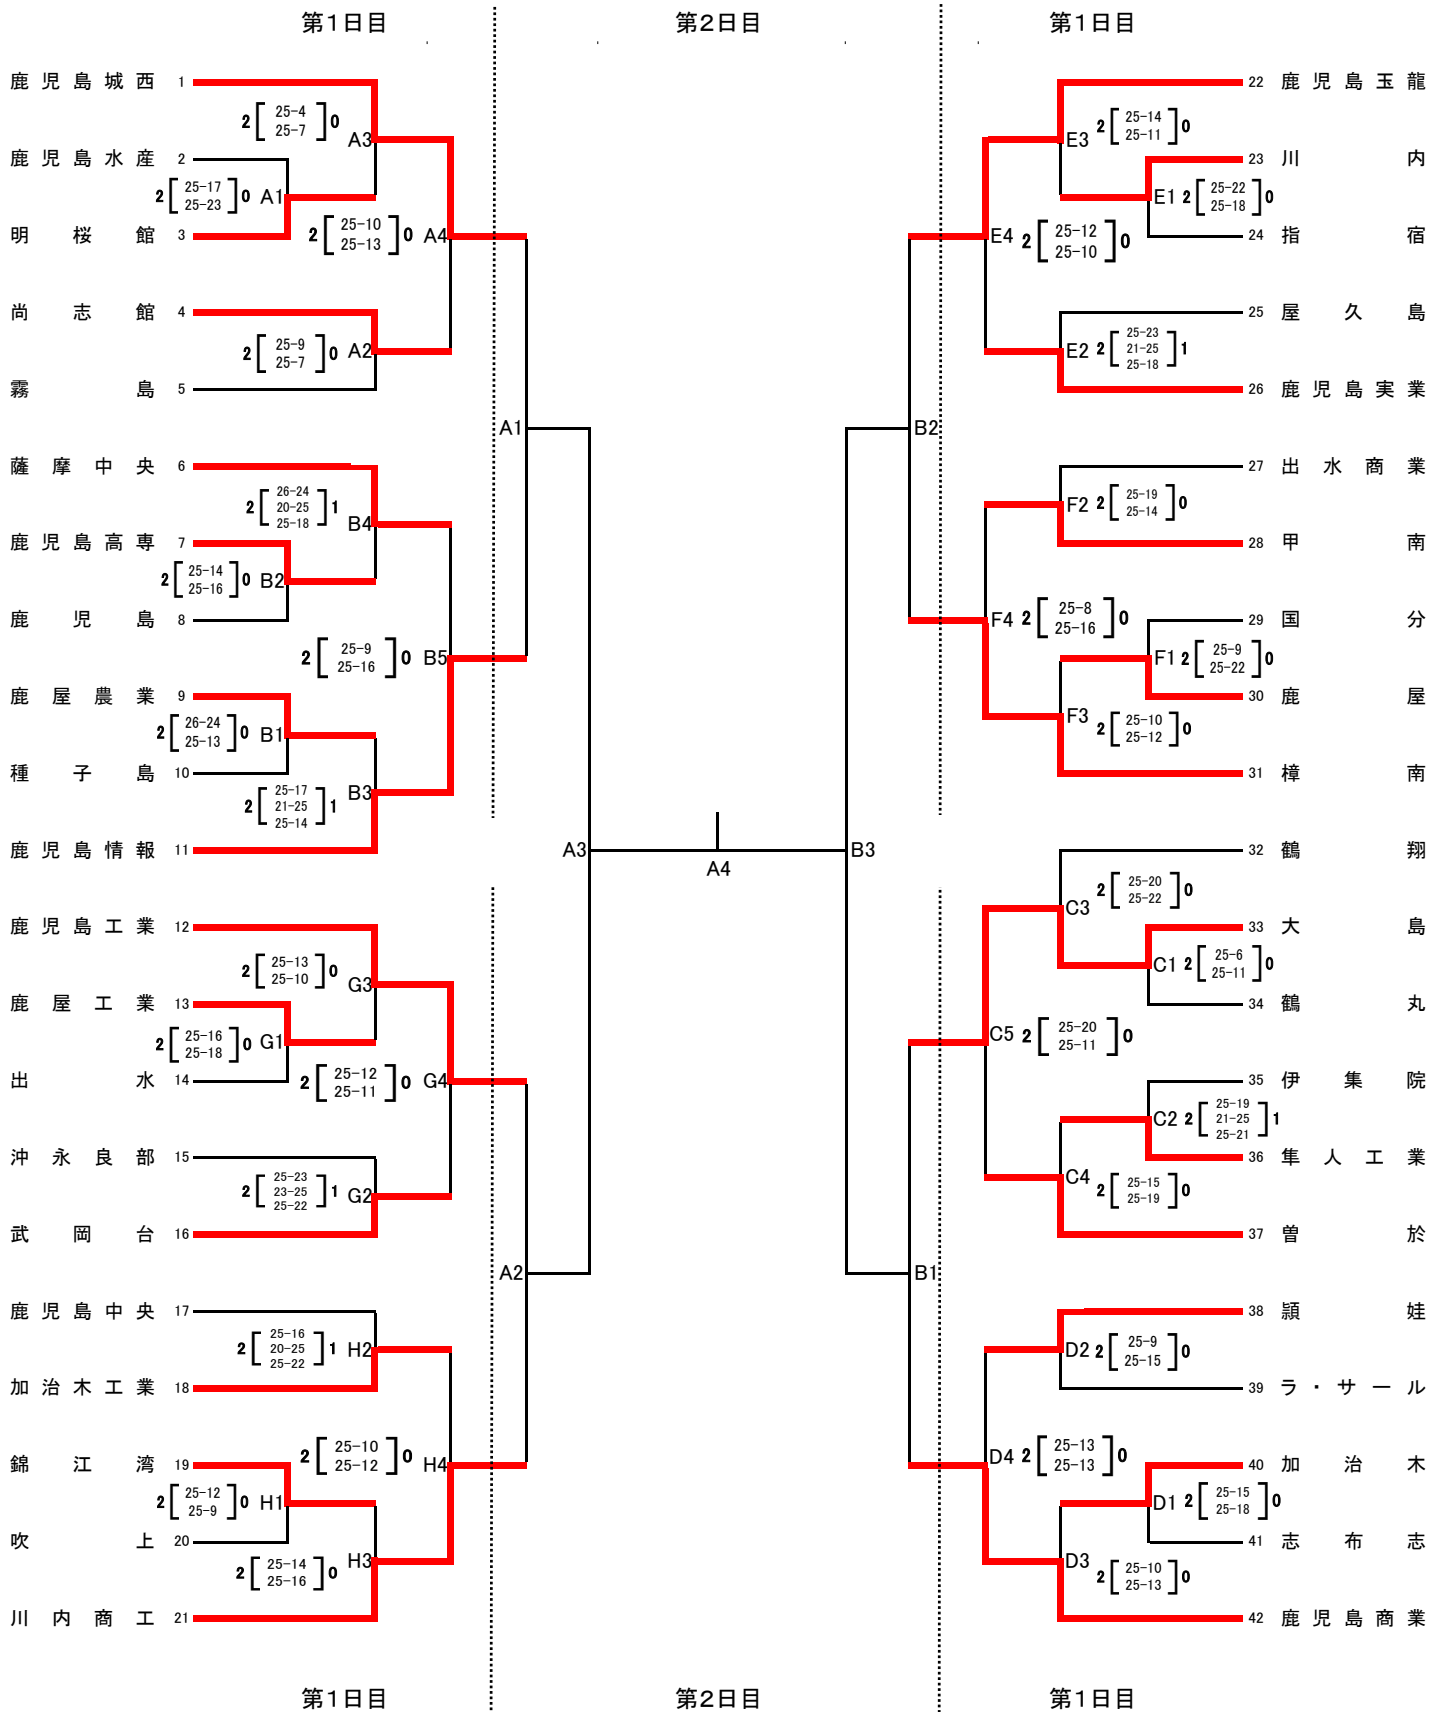 第1日目 第2日目 第1日目
鹿児島城西 1
2 [ 25-4 25-7 ] 0 A3
鹿児島水産 2
2 [ 25-17 25-23 ] 0 A1
明桜館 3
2 [ 25-10 25-13 ] 0 A4
尚志館 4
2 [ 25-9 25-7 ] 0 A2
霧島 5
A1
薩摩中央 6
2 [ 26-24 20-25 25-18 ] 1 B4
鹿児島高専 7
2 [ 25-14 25-16 ] 0 B2
鹿児島 8
2 [ 25-9 25-16 ] 0 B5
鹿屋農業 9
2 [ 26-24 25-13 ] 0 B1
種子島 10
2 [ 25-17 21-25 25-14 ] 1 B3
鹿児島情報 11
A3 A4 B3
鹿児島工業 12
2 [ 25-13 25-10 ] 0 G3
鹿屋工業 13
2 [ 25-16 25-18 ] 0 G1
出水 14
2 [ 25-12 25-11 ] 0 G4
沖永良部 15
2 [ 25-23 23-25 25-22 ] 1 G2
武岡台 16
A2
鹿児島中央 17
2 [ 25-16 20-25 25-22 ] 1 H2
加治木工業 18
2 [ 25-10 25-12 ] 0 H4
錦江湾 19
2 [ 25-12 25-9 ] 0 H1
吹上 20
2 [ 25-14 25-16 ] 0 H3
川内商工 21
22 鹿児島玉龍
E3 2 [ 25-14 25-11 ] 0
23 川内
E1 2 [ 25-22 25-18 ] 0
24 指宿
E4 2 [ 25-12 25-10 ] 0
25 屋久島
E2 2 [ 25-23 21-25 25-18 ] 1
26 鹿児島実業
B2
27 出水商業
F2 2 [ 25-19 25-14 ] 0
28 甲南
F4 2 [ 25-8 25-16 ] 0
29 国分
F1 2 [ 25-9 25-22 ] 0
30 鹿屋
F3 2 [ 25-10 25-12 ] 0
31 樟南
32 鶴翔
C3 2 [ 25-20 25-22 ] 0
33 大島
C1 2 [ 25-6 25-11 ] 0
34 鶴丸
C5 2 [ 25-20 25-11 ] 0
35 伊集院
C2 2 [ 25-19 21-25 25-21 ] 1
36 隼人工業
C4 2 [ 25-15 25-19 ] 0
37 曽於
B1
38 頴娃
D2 2 [ 25-9 25-15 ] 0
39 ラ・サール
D4 2 [ 25-13 25-13 ] 0
40 加治木
D1 2 [ 25-15 25-18 ] 0
41 志布志
D3 2 [ 25-10 25-13 ] 0
42 鹿児島商業
第1日目 第2日目 第1日目